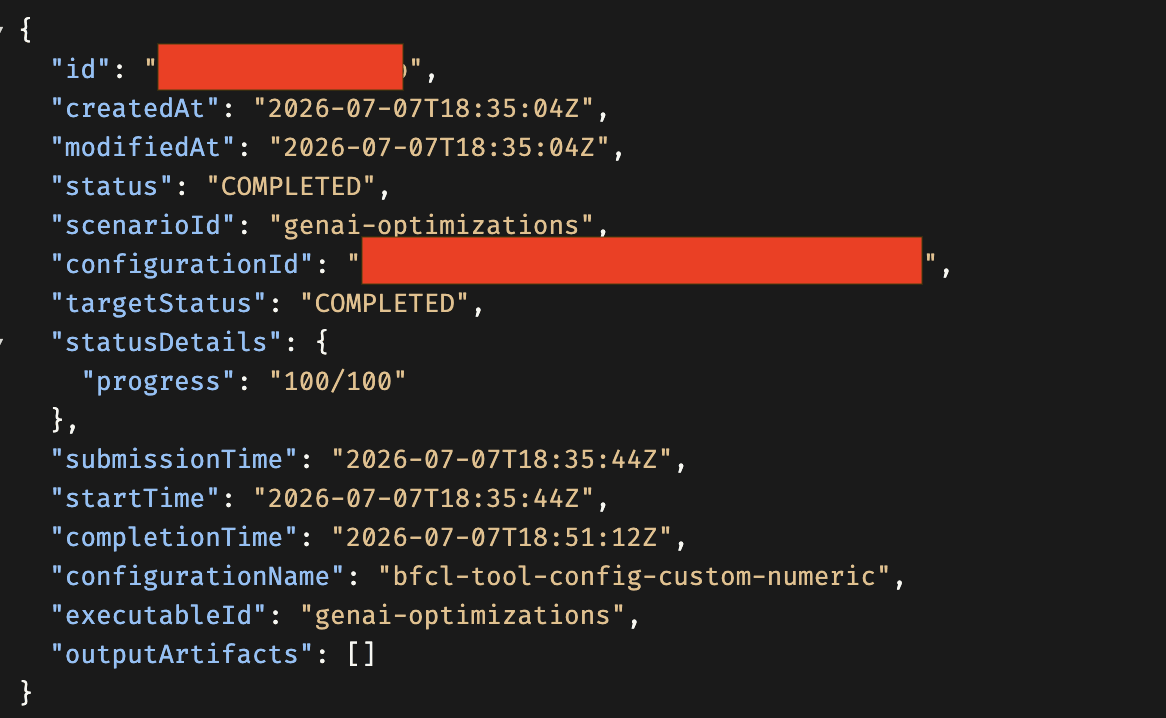 {
"id": "",
"createdAt": "2026-07-07T18:35:04Z",
"modifiedAt": "2026-07-07T18:35:04Z",
"status": "COMPLETED",
"scenarioId": "genai-optimizations",
"configurationId": "",
"targetStatus": "COMPLETED",
"statusDetails": {
"progress": "100/100"
},
"submissionTime": "2026-07-07T18:35:44Z",
"startTime": "2026-07-07T18:35:44Z",
"completionTime": "2026-07-07T18:51:12Z",
"configurationName": "bfcl-tool-config-custom-numeric",
"executableId": "genai-optimizations",
"outputArtifacts": []
}